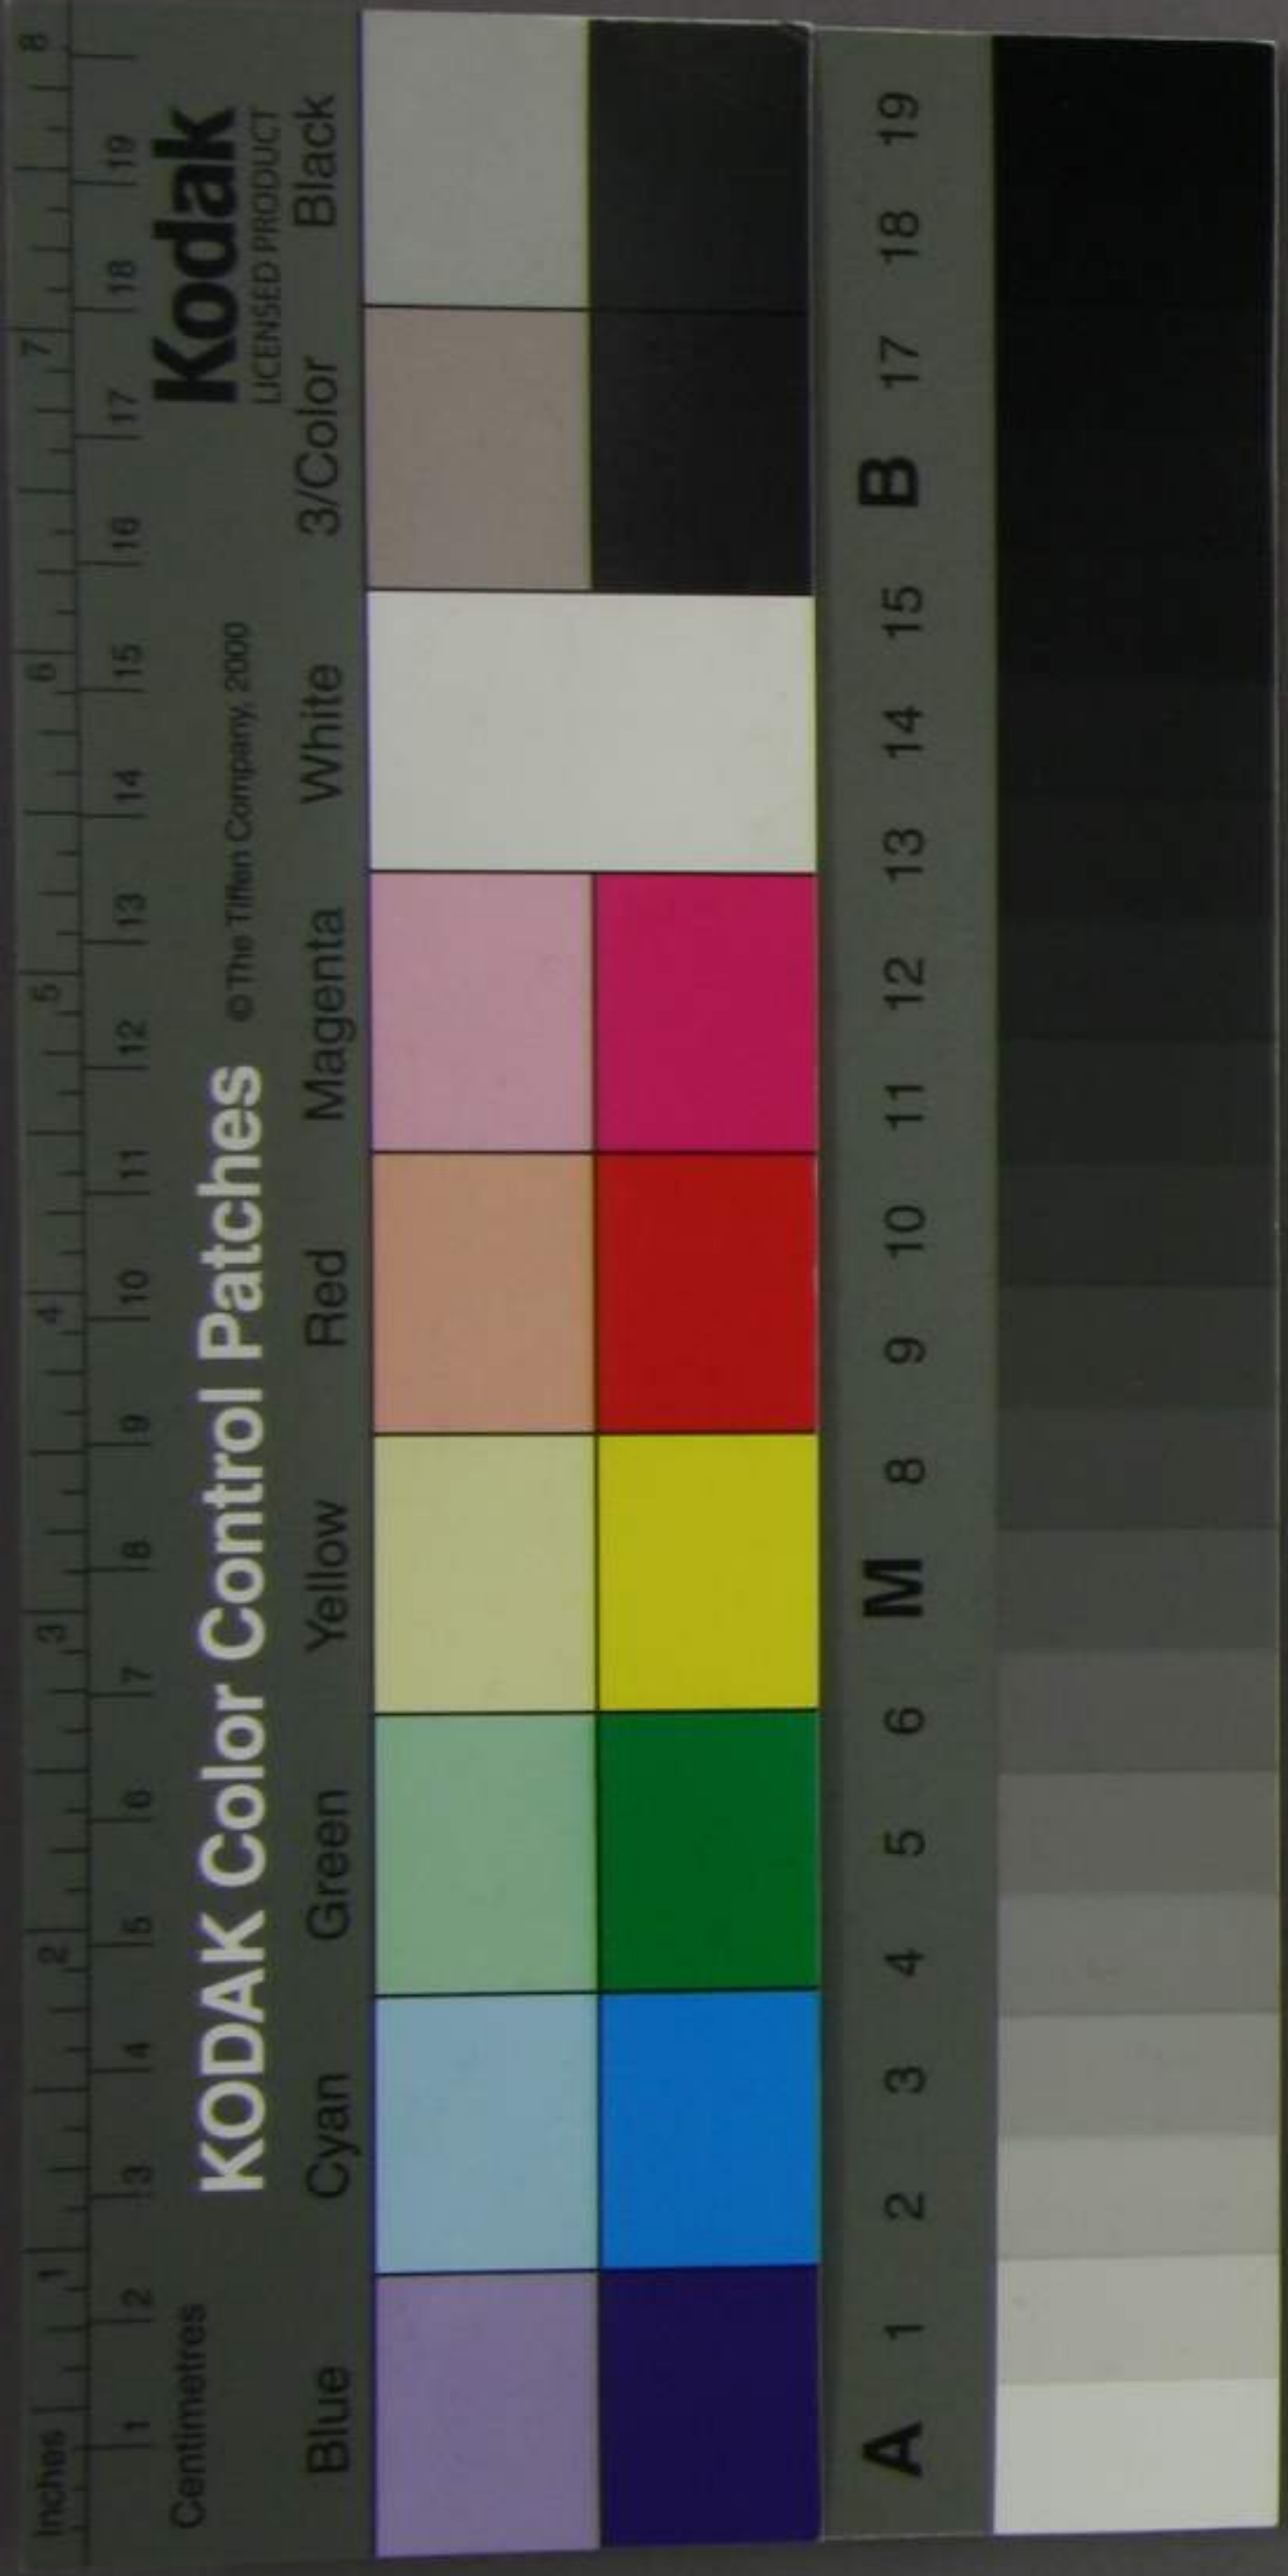 Inches 1 2 3 4 5 6 7 8
1 2 3 4 5 6 7 8 9 10 11 12 13 14 15 16 17 18 19
Centimetres
KODAK Color Control Patches © The Tiffen Company, 2000 Kodak
LICENSED PRODUCT
Blue Cyan Green Yellow Red Magenta White 3/Color Black
A 1 2 3 4 5 6 M 8 9 10 11 12 13 14 15 B 17 18 19